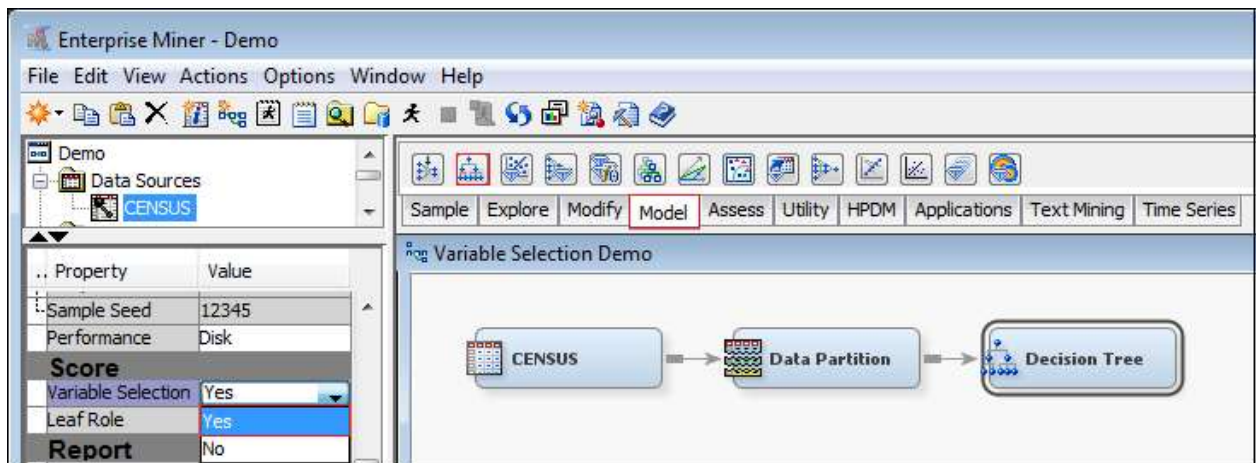 Enterprise Miner - Demo
File Edit View Actions Options Window Help
Demo
Data Sources
CENSUS
Sample Explore Modify Model Assess Utility HPDM Applications Text Mining Time Series
Variable Selection Demo
.. Property Value
Sample Seed 12345
Performance Disk
Score
Variable Selection Yes
Leaf Role Yes
Report No
CENSUS Data Partition Decision Tree